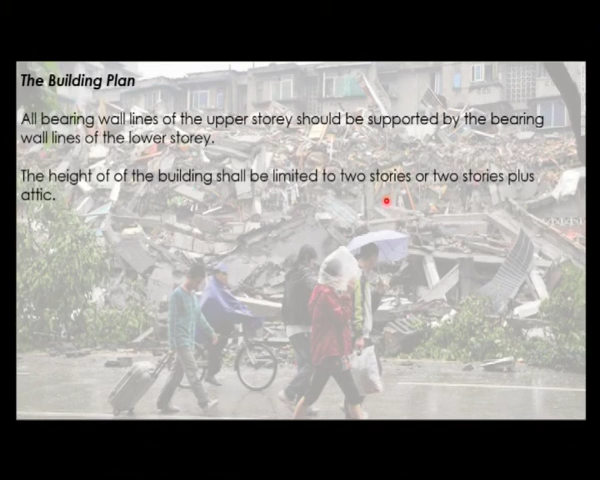 The Building Plan
All bearing wall lines of the upper storey should be supported by the bearing
wall lines of the lower storey.
The height of of the building shall be limited to two stories or two stories plus
attic.